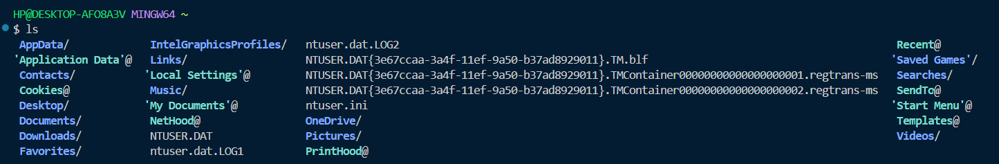 HP@DESKTOP-AFO8A3V MINGW64 ~
$ ls
AppData/ IntelGraphicsProfiles/ ntuser.dat.LOG2 Recent@
'Application Data'@ Links/ NTUSER.DAT{3e67ccaa-3a4f-11ef-9a50-b37ad8929011}.TM.blf 'Saved Games'/
Contacts/ 'Local Settings'@ NTUSER.DAT{3e67ccaa-3a4f-11ef-9a50-b37ad8929011}.TMContainer00000000000000000001.regtrans-ms Searches/
Cookies@ Music/ NTUSER.DAT{3e67ccaa-3a4f-11ef-9a50-b37ad8929011}.TMContainer00000000000000000002.regtrans-ms SendTo@
Desktop/ 'My Documents'@ ntuser.ini 'Start Menu'@
Documents/ NetHood@ OneDrive/ Templates@
Downloads/ NTUSER.DAT Pictures/ Videos/
Favorites/ ntuser.dat.LOG1 PrintHood@